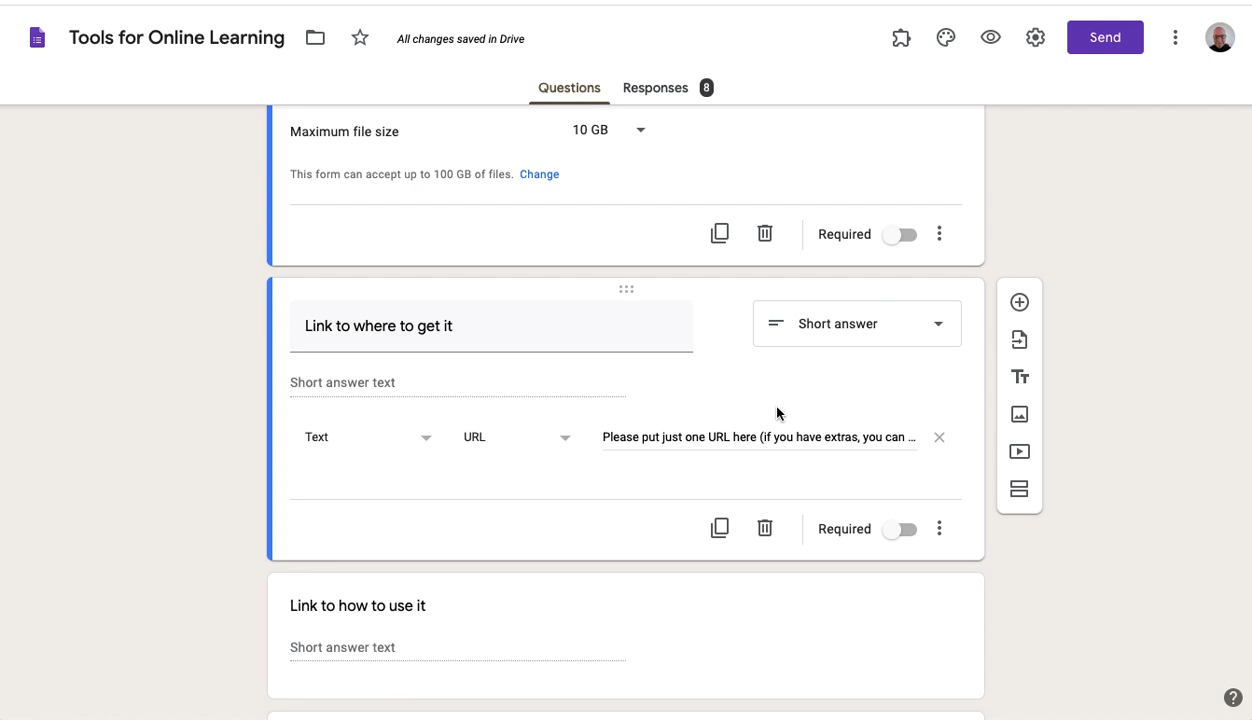 Tools for Online Learning
All changes saved in Drive
Send
Questions
Responses 8
Maximum file size
10 GB
This form can accept up to 100 GB of files. Change
Required
Link to where to get it
Short answer
Short answer text
Text
URL
Please put just one URL here (if you have extras, you can ...
Required
Link to how to use it
Short answer text